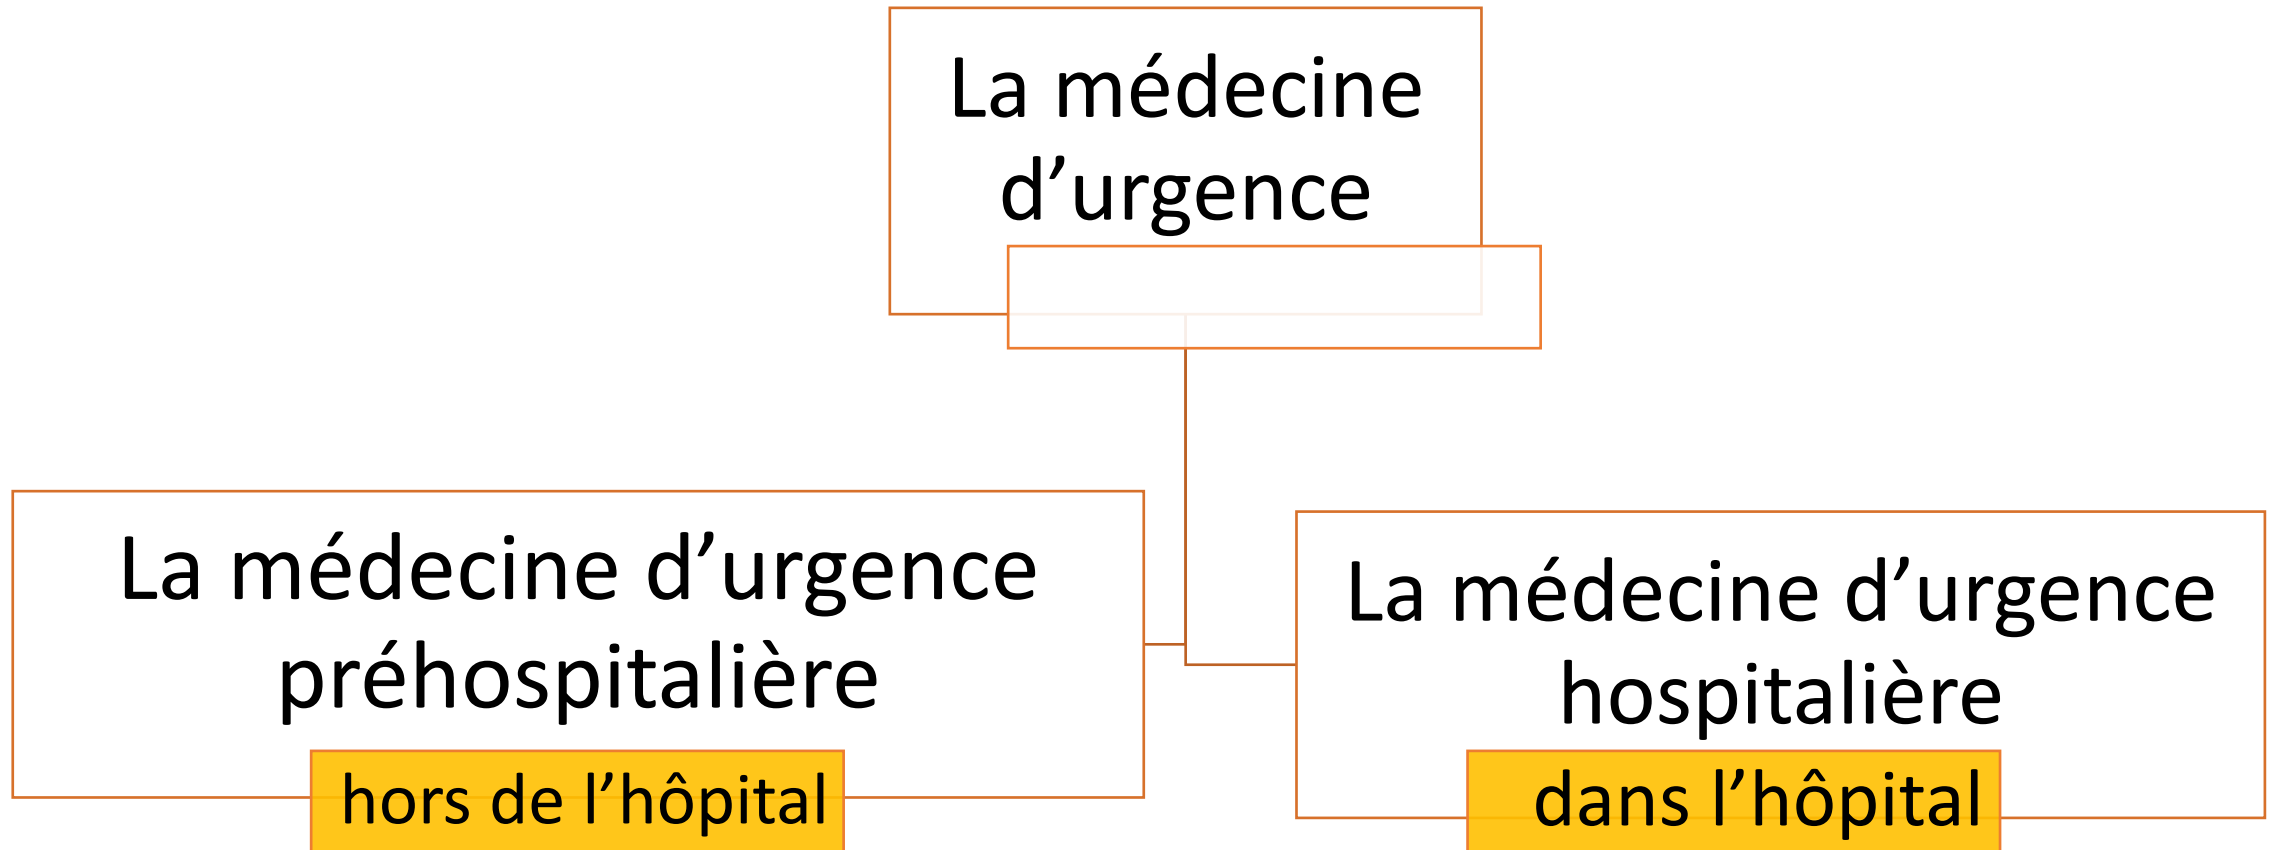 La médecine
d’urgence
La médecine d’urgence
préhospitalière
hors de l’hôpital
La médecine d’urgence
hospitalière
dans l’hôpital